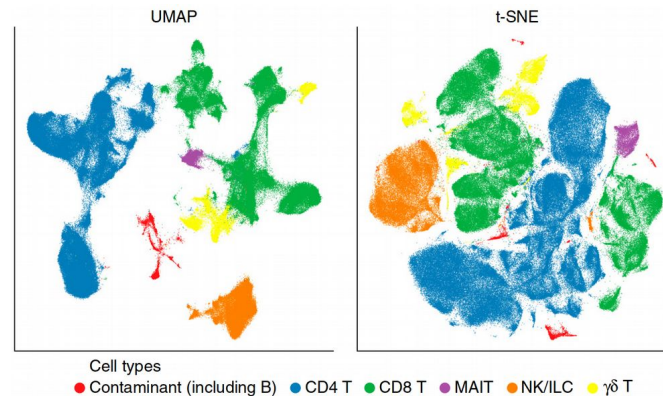 UMAP
t-SNE
Cell types
Contaminant (including B) CD4 T CD8 T MAIT NK/ILC γδ T